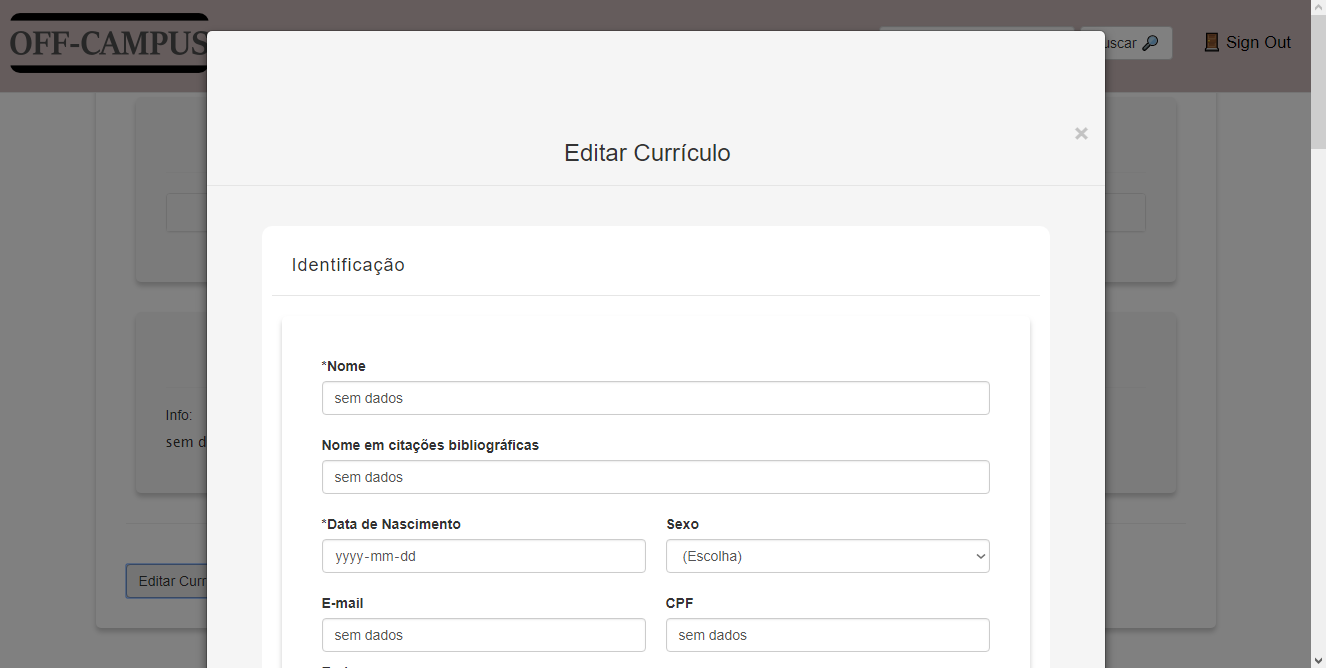 OFF-CAMPUS
uscar
Sign Out
Editar Currículo
×
Identificação
*Nome
sem dados
Nome em citações bibliográficas
sem dados
*Data de Nascimento
Sexo
yyyy-mm-dd
(Escolha)
Info:
sem d
Editar Curr
E-mail
CPF
sem dados
sem dados